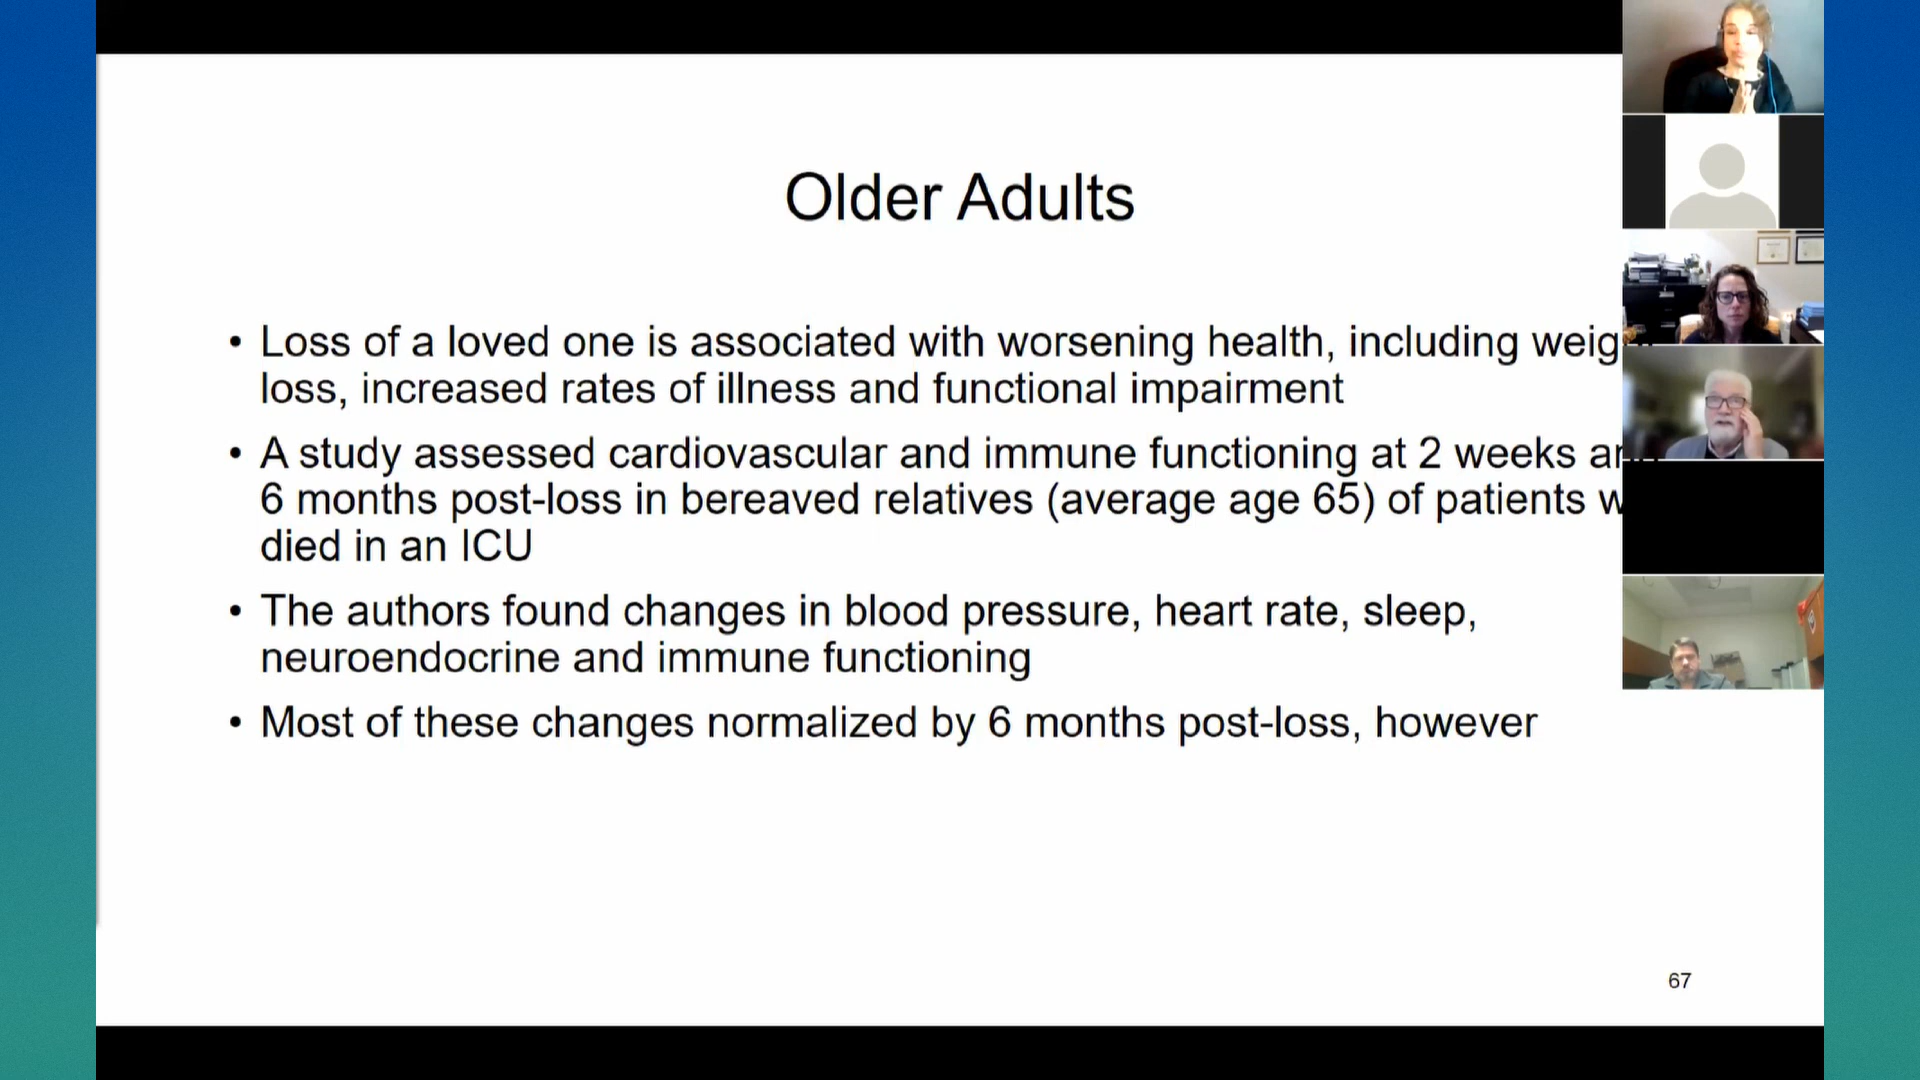 Older Adults
• Loss of a loved one is associated with worsening health, including
loss, increased rates of illness and functional impairment
• A study assessed cardiovascular and immune functioning at 2 weeks
6 months post-loss in bereaved relatives (average age 65) of patients
died in an ICU
• The authors found changes in blood pressure, heart rate, sleep,
neuroendocrine and immune functioning
• Most of these changes normalized by 6 months post-loss, however
67